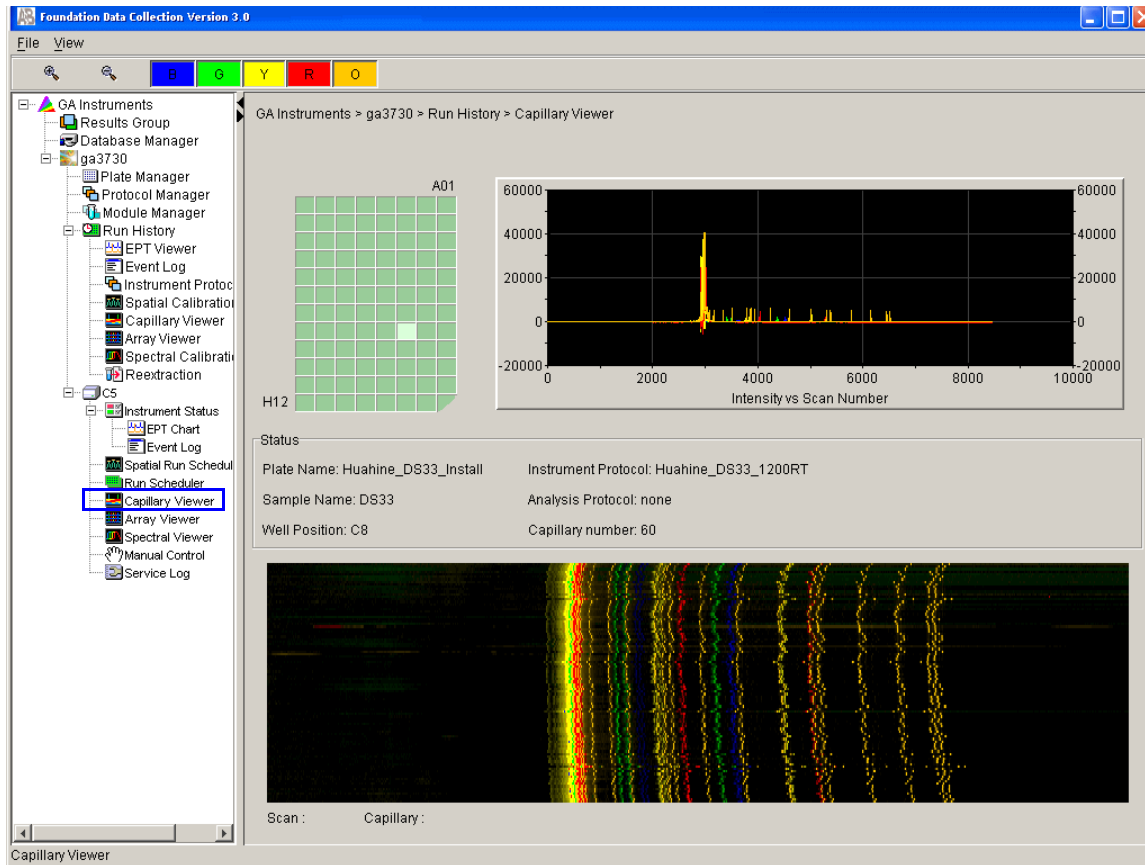 Foundation Data Collection Version 3.0
File View
B G Y R O
GA Instruments
Results Group
Database Manager
ga3730
Plate Manager
Protocol Manager
Module Manager
Run History
EPT Viewer
Event Log
Instrument Protoc
Spatial Calibration
Capillary Viewer
Array Viewer
Spectral Calibrati
Reextraction
C5
Instrument Status
EPT Chart
Event Log
Spatial Run Schedul
Run Scheduler
Capillary Viewer
Array Viewer
Spectral Viewer
Manual Control
Service Log
GA Instruments > ga3730 > Run History > Capillary Viewer
A01
H12
60000 60000
40000 40000
20000 20000
0 0
-20000 -20000
0 2000 4000 6000 8000 10000
Intensity vs Scan Number
Status
Plate Name: Huahine_DS33_Install Instrument Protocol: Huahine_DS33_1200RT
Sample Name: DS33 Analysis Protocol: none
Well Position: C8 Capillary number: 60
Scan : Capillary :
Capillary Viewer